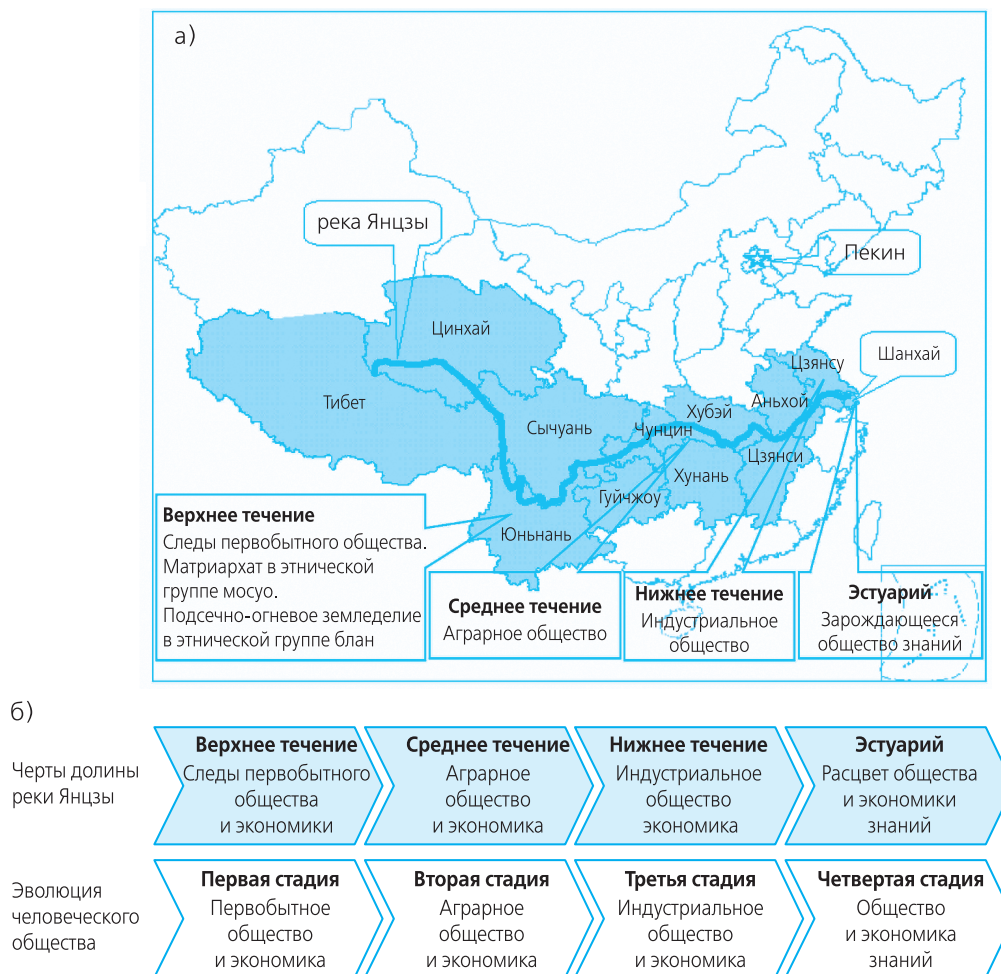 а)
река Янцзы
Пекин
Цинхай
Тибет
Сычуань
Чунцин
Хубэй
Аньхой
Цзянсу
Шанхай
Цзянси
Хунань
Гуйчжоу
Юньнань
Верхнее течение
Следы первобытного общества.
Матриархат в этнической
группе мосуо.
Подсечно-огневое земледелие
в этнической группе блан
Среднее течение
Аграрное общество
Нижнее течение
Индустриальное
общество
Эстуарий
Зарождающееся
общество знаний
б)
Черты долины
реки Янцзы
Верхнее течение
Следы первобытного
общества
и экономики
Среднее течение
Аграрное
общество
и экономика
Нижнее течение
Индустриальное
общество
экономика
Эстуарий
Расцвет общества
и экономики
знаний
Эволюция
человеческого
общества
Первая стадия
Первобытное
общество
и экономика
Вторая стадия
Аграрное
общество
и экономика
Третья стадия
Индустриальное
общество
и экономика
Четвертая стадия
Общество
и экономика
знаний